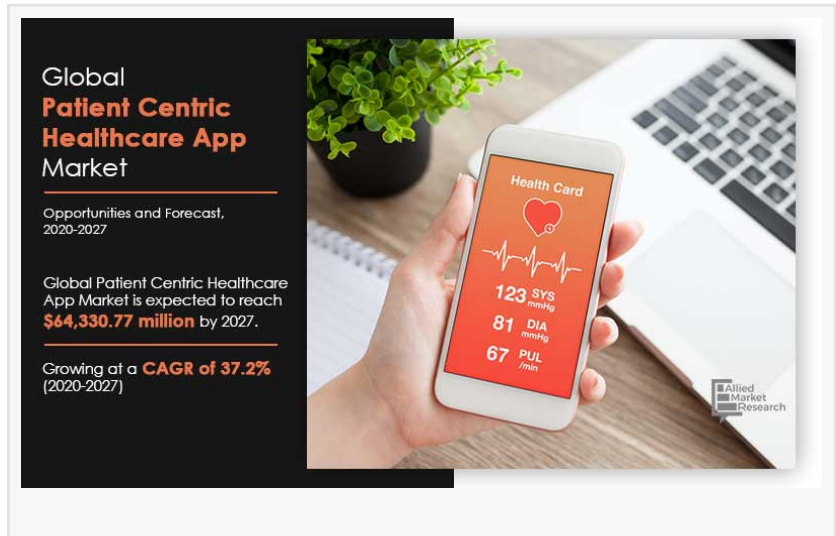 Global
Patient Centric
Healthcare App
Market
Opportunities and Forecast,
2020-2027
Global Patient Centric Healthcare
App Market is expected to reach
$64,330.77 million by 2027.
Growing at a CAGR of 37.2%
(2020-2027)
Health Card
123 SYS
mmHg
81 DIA
mmHg
67 PUL
/min
Allied
Market
Research